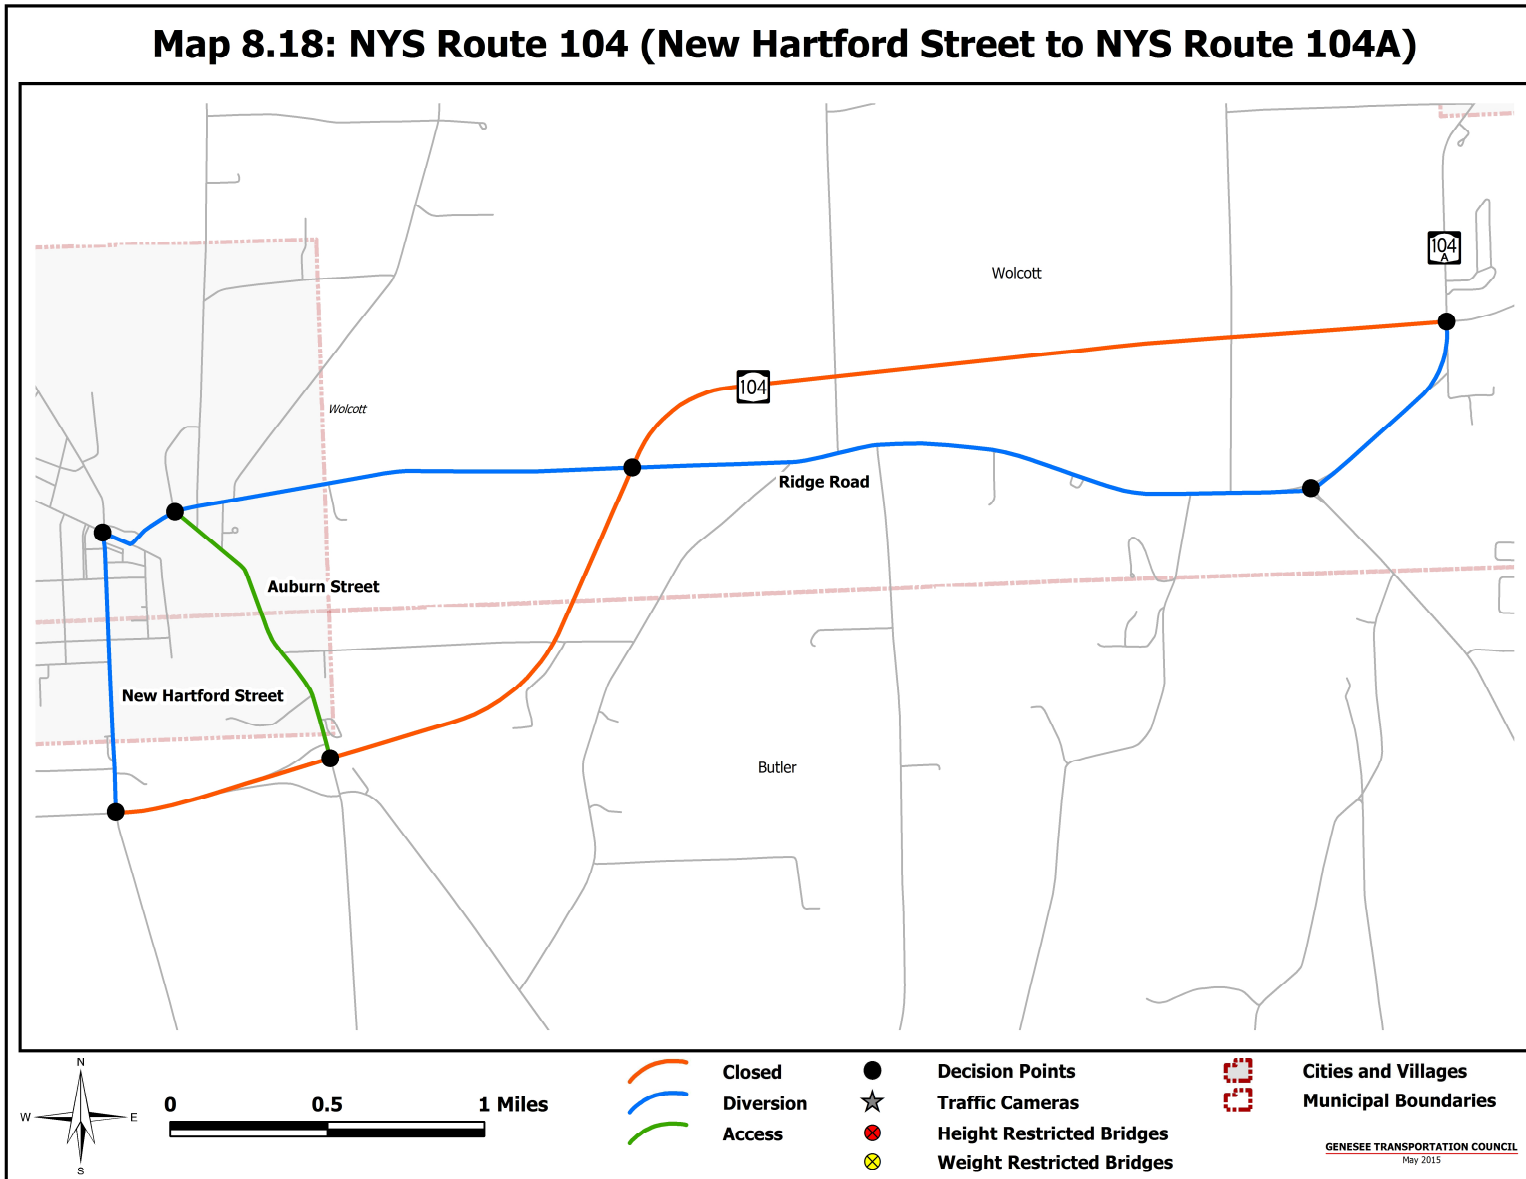 Map 8.18: NYS Route 104 (New Hartford Street to NYS Route 104A)
104
A
Wolcott
104
Wolcott
Ridge Road
Auburn Street
New Hartford Street
Butler
N
W
E
S
0
0.5
1 Miles
Closed
Diversion
Access
Decision Points
Traffic Cameras
Height Restricted Bridges
Weight Restricted Bridges
Cities and Villages
Municipal Boundaries
GENESEE TRANSPORTATION COUNCIL
May 2015